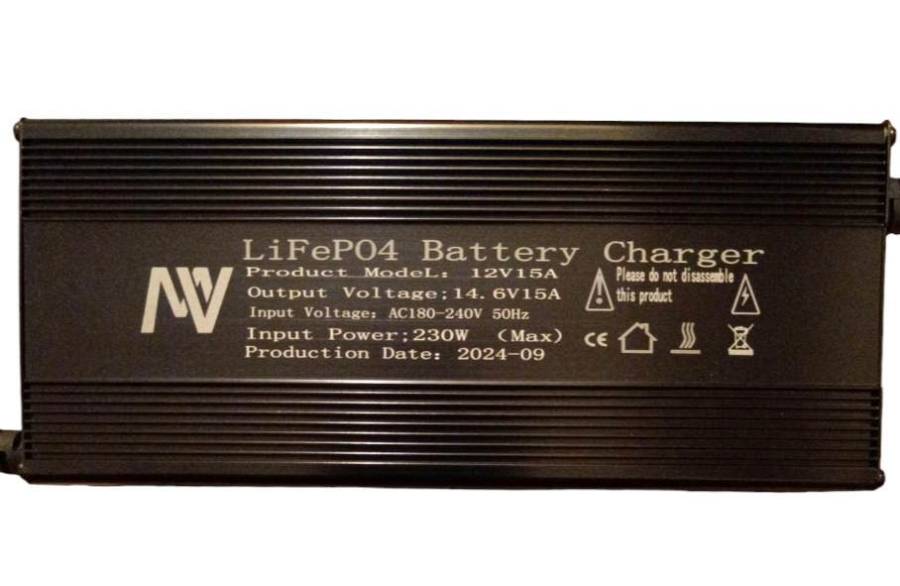 LiFePO4 Battery Charger
Product ModeL: 12V15A
Output Voltage;14.6V15A
Input Voltage: AC180-240V 50Hz
Input Power;230W (Max)
Production Date: 2024-09
Please do not disassemble
this product
CE